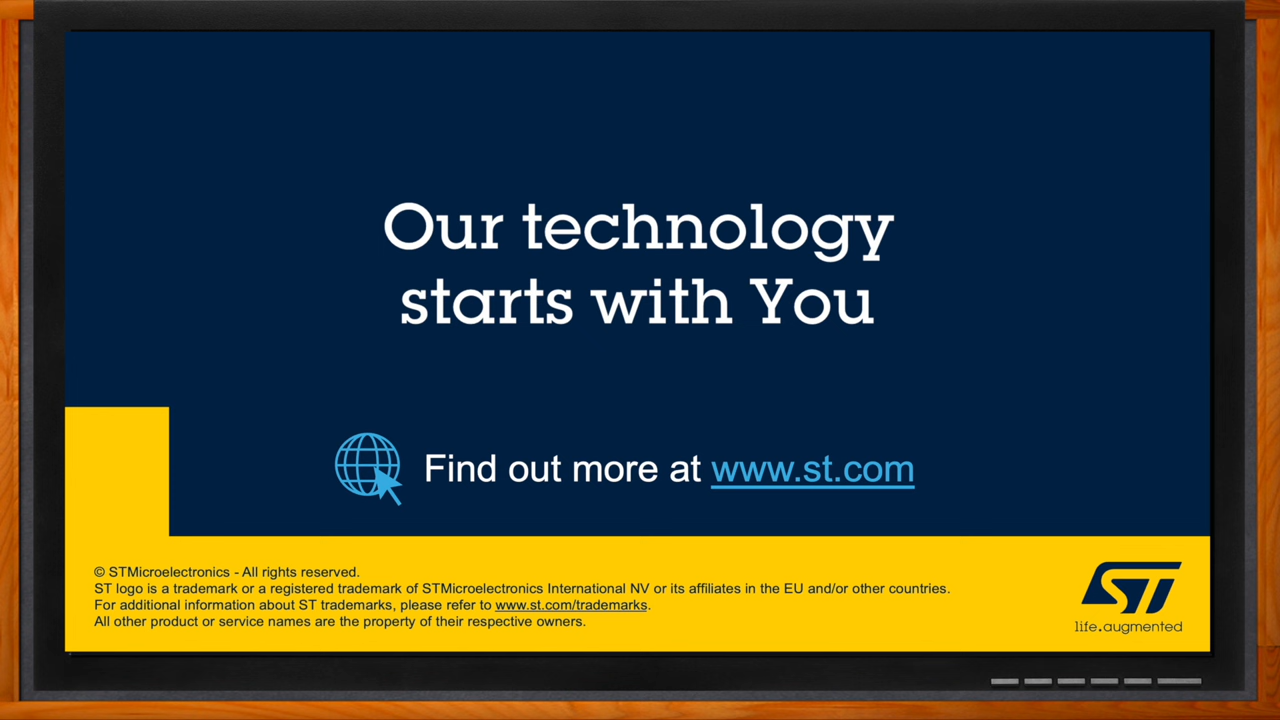 Our technology
starts with You
Find out more at www.st.com
© STMicroelectronics - All rights reserved.
ST logo is a trademark or a registered trademark of STMicroelectronics International NV or its affiliates in the EU and/or other countries.
For additional information about ST trademarks, please refer to www.st.com/trademarks.
All other product or service names are the property of their respective owners.
ST
life.augmented